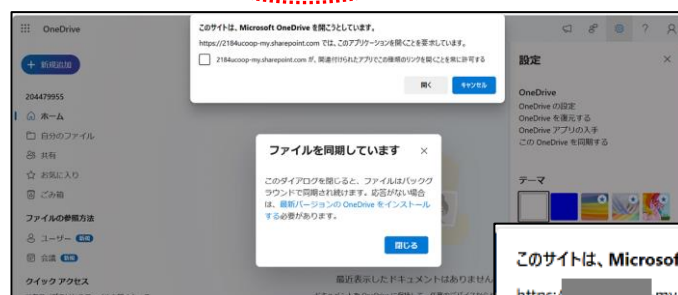 OneDrive
このサイトは、Microsoft OneDrive を開こうとしています。
https://2184ucoop-my.sharepoint.com では、このアプリケーションを開くことを要求しています。
2184ucoop-my.sharepoint.com が、関連付けられたアプリでこの種類のリンクを開くことを常に許可する
開く
キャンセル
+ 新規追加
204479955
ホーム
自分のファイル
共有
お気に入り
ごみ箱
ファイルの参照方法
ユーザー 新規
会議 新規
クイック アクセス
ファイルを同期しています
このダイアログを閉じると、ファイルはバックグ
ラウンドで同期され続けます。応答がない場合
は、最新バージョンの OneDrive をインストール
する必要があります。
閉じる
最近表示したドキュメントはありません
設定
OneDrive
OneDrive の設定
OneDrive を復元する
OneDrive アプリの入手
この OneDrive を同期する
テーマ
このサイトは、Microsof